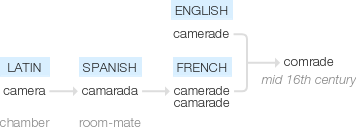 ENGLISH
camerade
LATIN SPANISH FRENCH comrade
camera camarada camerade mid 16th century
camarade
chamber room-mate